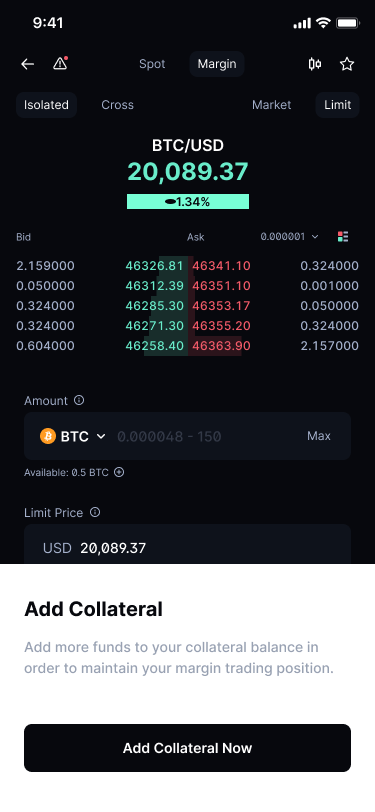 9:41
Spot Margin
Isolated Cross Market Limit
BTC/USD
20,089.37
1.34%
Bid Ask 0.000001
2.159000 46326.81 46341.10 0.324000
0.050000 46312.39 46351.10 0.001000
0.324000 46285.30 46353.17 0.050000
0.324000 46271.30 46355.20 0.324000
0.604000 46258.40 46363.90 2.157000
Amount
BTC 0.000048 - 150 Max
Available: 0.5 BTC
Limit Price
USD 20,089.37
Add Collateral
Add more funds to your collateral balance in
order to maintain your margin trading position.
Add Collateral Now